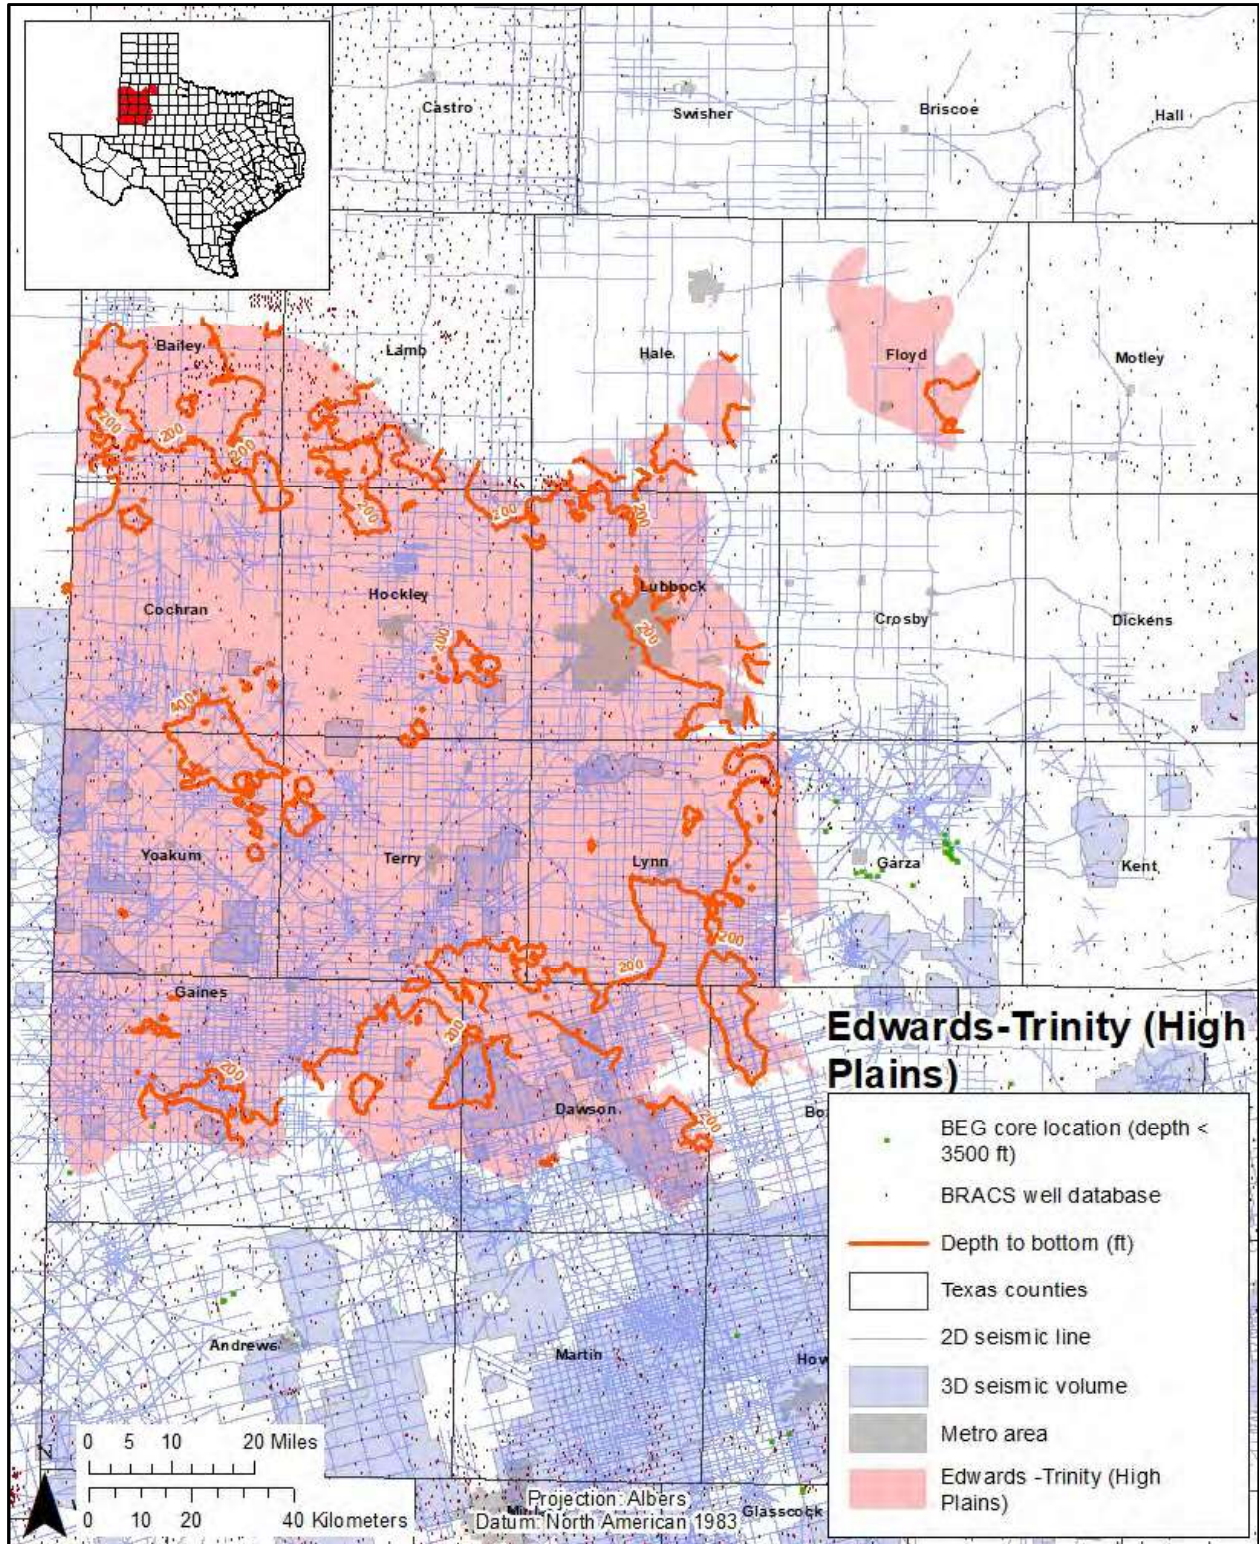 Castro
Swisher
Briscoe
Hall
Bailey
Lamb
Hale
Floyd
Motley
200
200
200
200
200
200
Cochran
Hockley
Lubbock
Crosby
Dickens
200
400
Yoakum
Terry
Lynn
Garza
Kent
200
200
Gaines
200
200
Dawson
200
Andrews
Martin
Edwards-Trinity (High
Plains)
BEG core location (depth <
3500 ft)
BRACS well database
Depth to bottom (ft)
Texas counties
2D seismic line
3D seismic volume
Metro area
Edwards -Trinity (High
Plains)
0 5 10 20 Miles
0 10 20 40 Kilometers
Projection: Albers
Datum: North American 1983
Glasscock